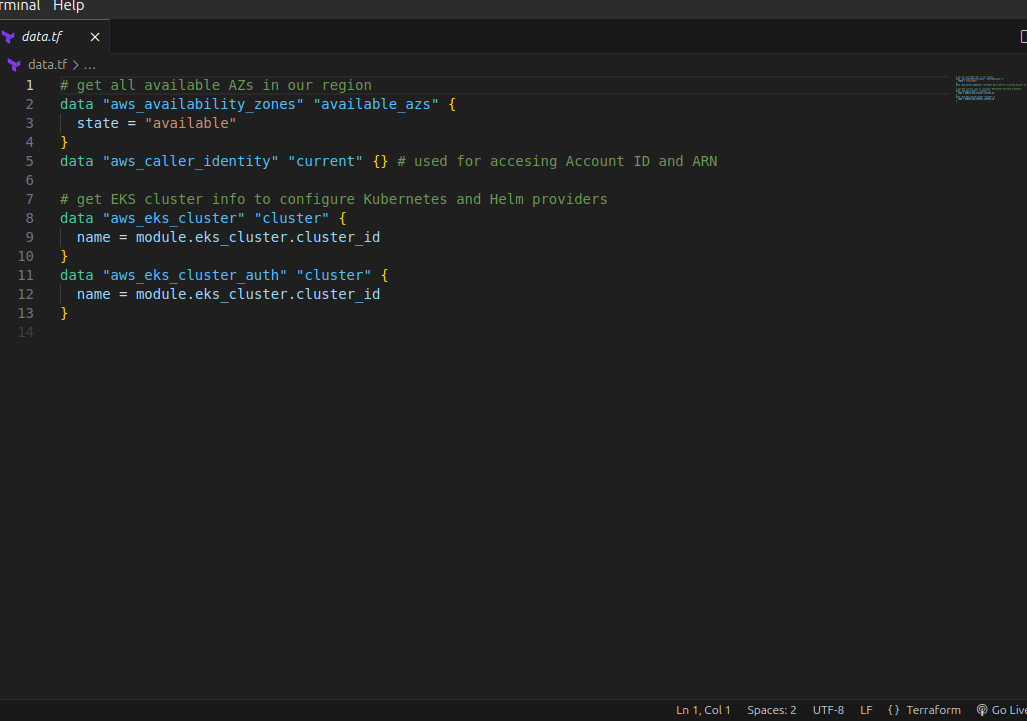 rminal Help
data.tf ×
data.tf > ...
1 # get all available AZs in our region
2 data "aws_availability_zones" "available_azs" {
3   state = "available"
4 }
5 data "aws_caller_identity" "current" {} # used for accesing Account ID and ARN
6
7 # get EKS cluster info to configure Kubernetes and Helm providers
8 data "aws_eks_cluster" "cluster" {
9   name = module.eks_cluster.cluster_id
10 }
11 data "aws_eks_cluster_auth" "cluster" {
12   name = module.eks_cluster.cluster_id
13 }
14
Ln 1, Col 1 Spaces: 2 UTF-8 LF {} Terraform Go Live